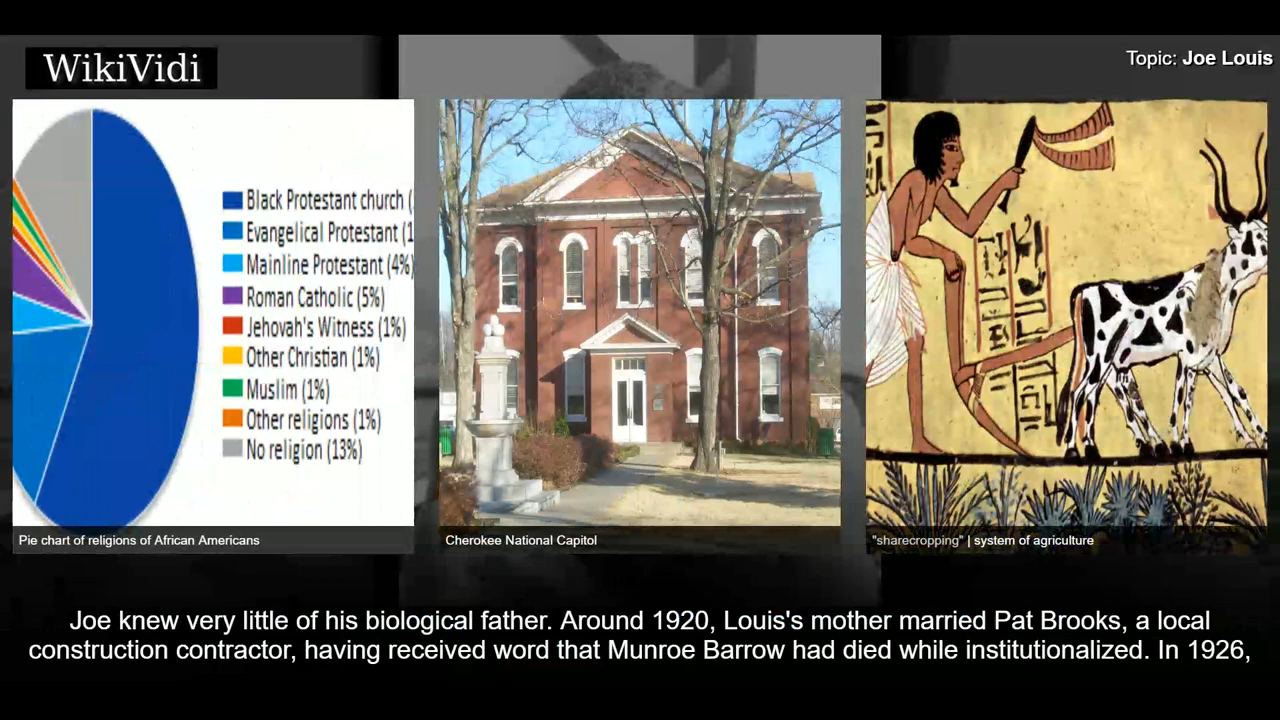 WikiVidi
Topic: Joe Louis
Black Protestant church (
Evangelical Protestant (1
Mainline Protestant (4%)
Roman Catholic (5%)
Jehovah's Witness (1%)
Other Christian (1%)
Muslim (1%)
Other religions (1%)
No religion (13%)
Pie chart of religions of African Americans
Cherokee National Capitol
"sharecropping" | system of agriculture
Joe knew very little of his biological father. Around 1920, Louis's mother married Pat Brooks, a local
construction contractor, having received word that Munroe Barrow had died while institutionalized. In 1926,